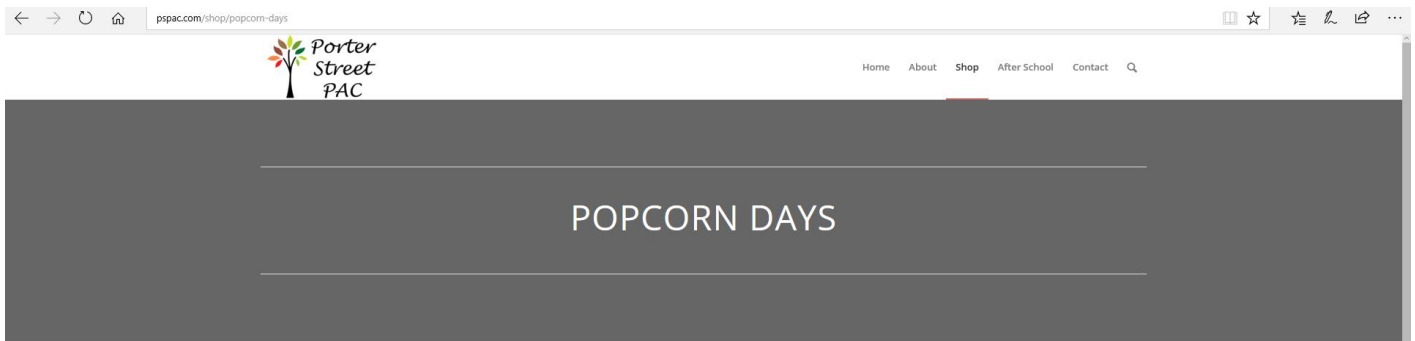 pspac.com/shop/popcorn-days
Porter
Street
PAC
Home About Shop After School Contact
POPCORN DAYS